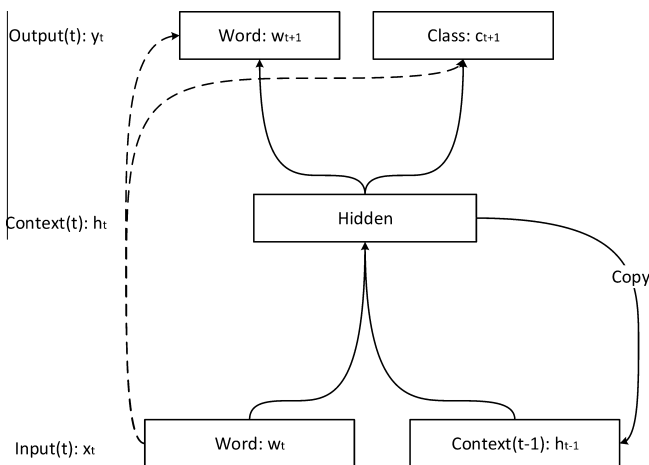 Output(t): yt
Word: wt+1
Class: ct+1
Context(t): ht
Hidden
Copy
Input(t): xt
Word: wt
Context(t-1): ht-1